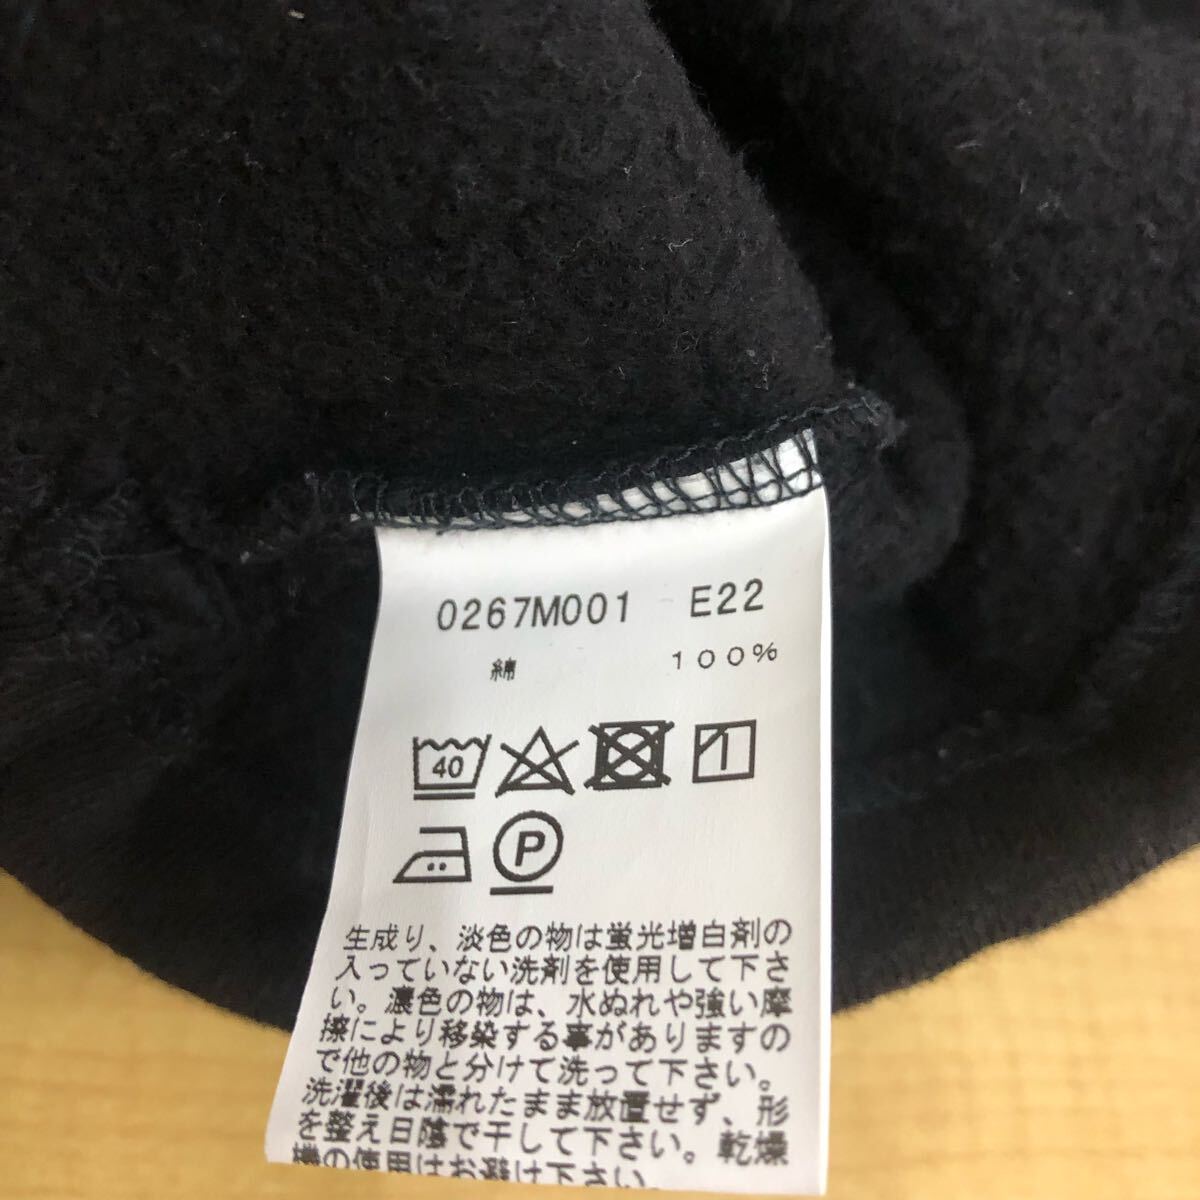 0267M001 E22
綿 100%
40
P
生成り、淡色の物は蛍光増白剤の
入っていない洗剤を使用して下さ
い。濃色の物は、水ぬれや強い摩
擦により移染する事がありますの
で他の物と分けて洗って下さい。
洗濯後は濡れたまま放置せず、形
を整え日陰で干して下さい。乾燥
機の使用はお避け下さい。